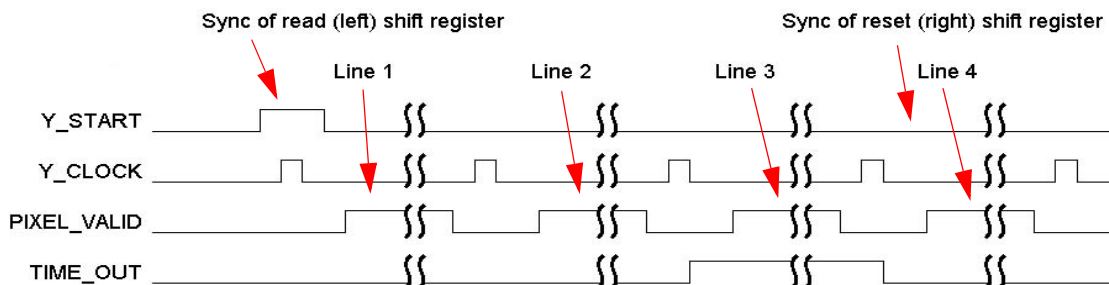 Sync of read (left) shift register
Sync of reset (right) shift register
Line 1
Line 2
Line 3
Line 4
Y_START
Y_CLOCK
PIXEL_VALID
TIME_OUT